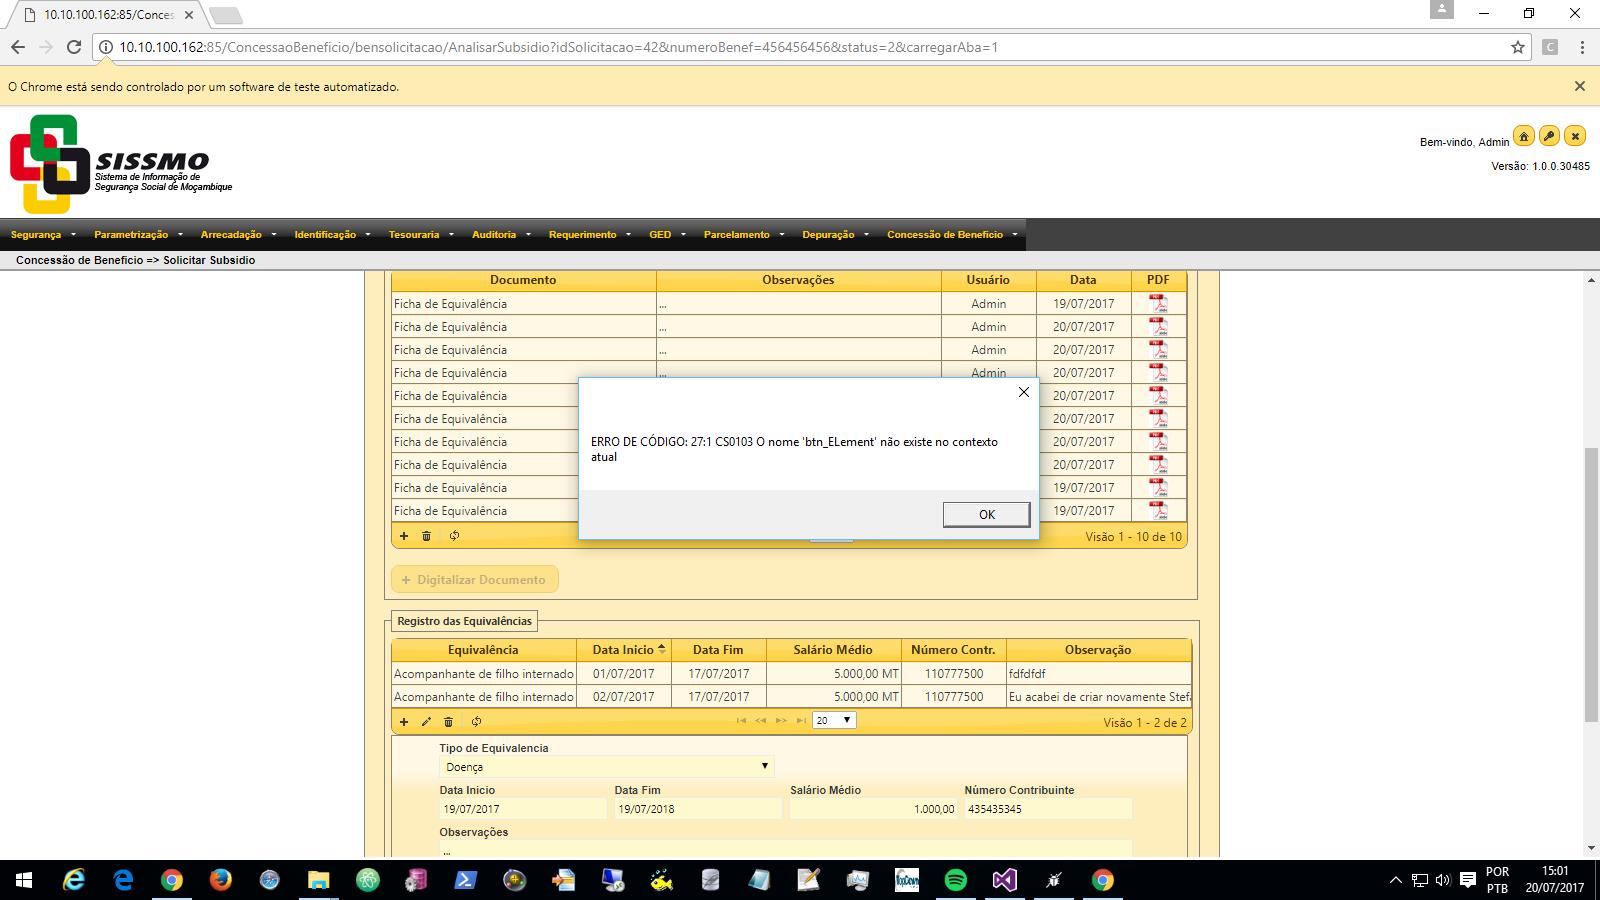 10.10.100.162:85/Conces
10.10.100.162:85/ConcessaoBeneficio/bensolicitacao/AnalisarSubsidio?idSolicitacao=42&numeroBenef=456456456&status=2&carregarAba=1
C
O Chrome está sendo controlado por um software de teste automatizado.
SISSMO
Sistema de Informação de
Segurança Social de Moçambique
Bem-vindo, Admin
Versão: 1.0.0.30485
Segurança Parametrização Arrecadação Identificação Tesouraria Auditoria Requerimento GED Parcelamento Depuração Concessão de Benefício
Concessão de Beneficio => Solicitar Subsidio
Documento Observações Usuário Data PDF
Ficha de Equivalência ... Admin 19/07/2017
Ficha de Equivalência ... Admin 20/07/2017
Ficha de Equivalência ... Admin 20/07/2017
Ficha de Equivalência ... Admin 20/07/2017
Ficha de Equivalência 20/07/2017
Ficha de Equivalência 20/07/2017
Ficha de Equivalência 20/07/2017
Ficha de Equivalência 20/07/2017
Ficha de Equivalência 19/07/2017
Ficha de Equivalência 19/07/2017
ERRO DE CÓDIGO: 27:1 CS0103 O nome 'btn_ELement' não existe no contexto
atual
OK
Visão 1 - 10 de 10
+ Digitalizar Documento
Registro das Equivalências
Equivalência Data Inicio Data Fim Salário Médio Número Contr. Observação
Acompanhante de filho internado 01/07/2017 17/07/2017 5.000,00 MT 110777500 fdfdfdf
Acompanhante de filho internado 02/07/2017 17/07/2017 5.000,00 MT 110777500 Eu acabei de criar novamente Stefa
20
Visão 1 - 2 de 2
Tipo de Equivalencia
Doença
Data Inicio Data Fim Salário Médio Número Contribuinte
19/07/2017 19/07/2018 1.000,00 435435345
Observações
...
TopDown
POR
PTB
15:01
20/07/2017